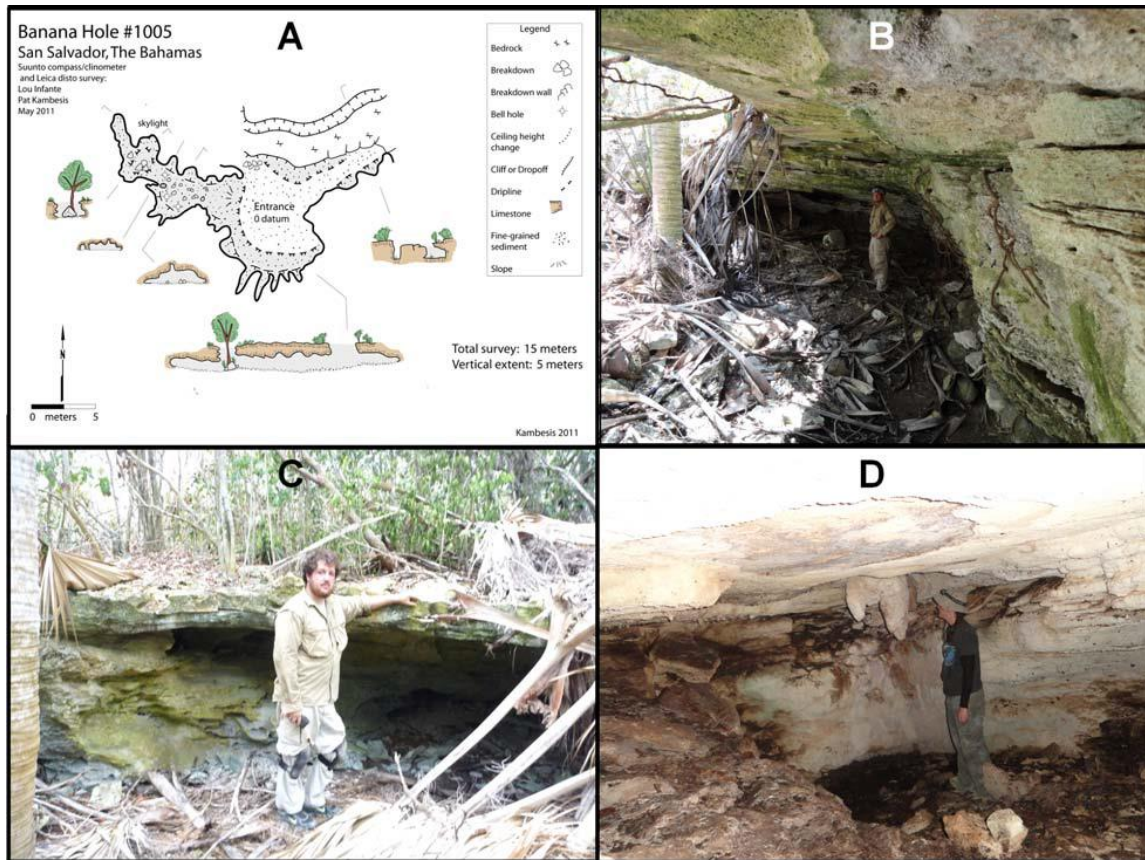 Banana Hole #1005
San Salvador, The Bahamas
Suunto compass/clinometer
and Leica disto survey:
Lou Infante
Pat Kambesis
May 2011
A
skylight
Entrance
0 datum
Legend
Bedrock
Breakdown
Breakdown wall
Bell hole
Ceiling height
change
Cliff or Dropoff
Dripline
Limestone
Fine-grained
sediment
Slope
N
0 meters 5
Total survey: 15 meters
Vertical extent: 5 meters
Kambesis 2011
B
C
D